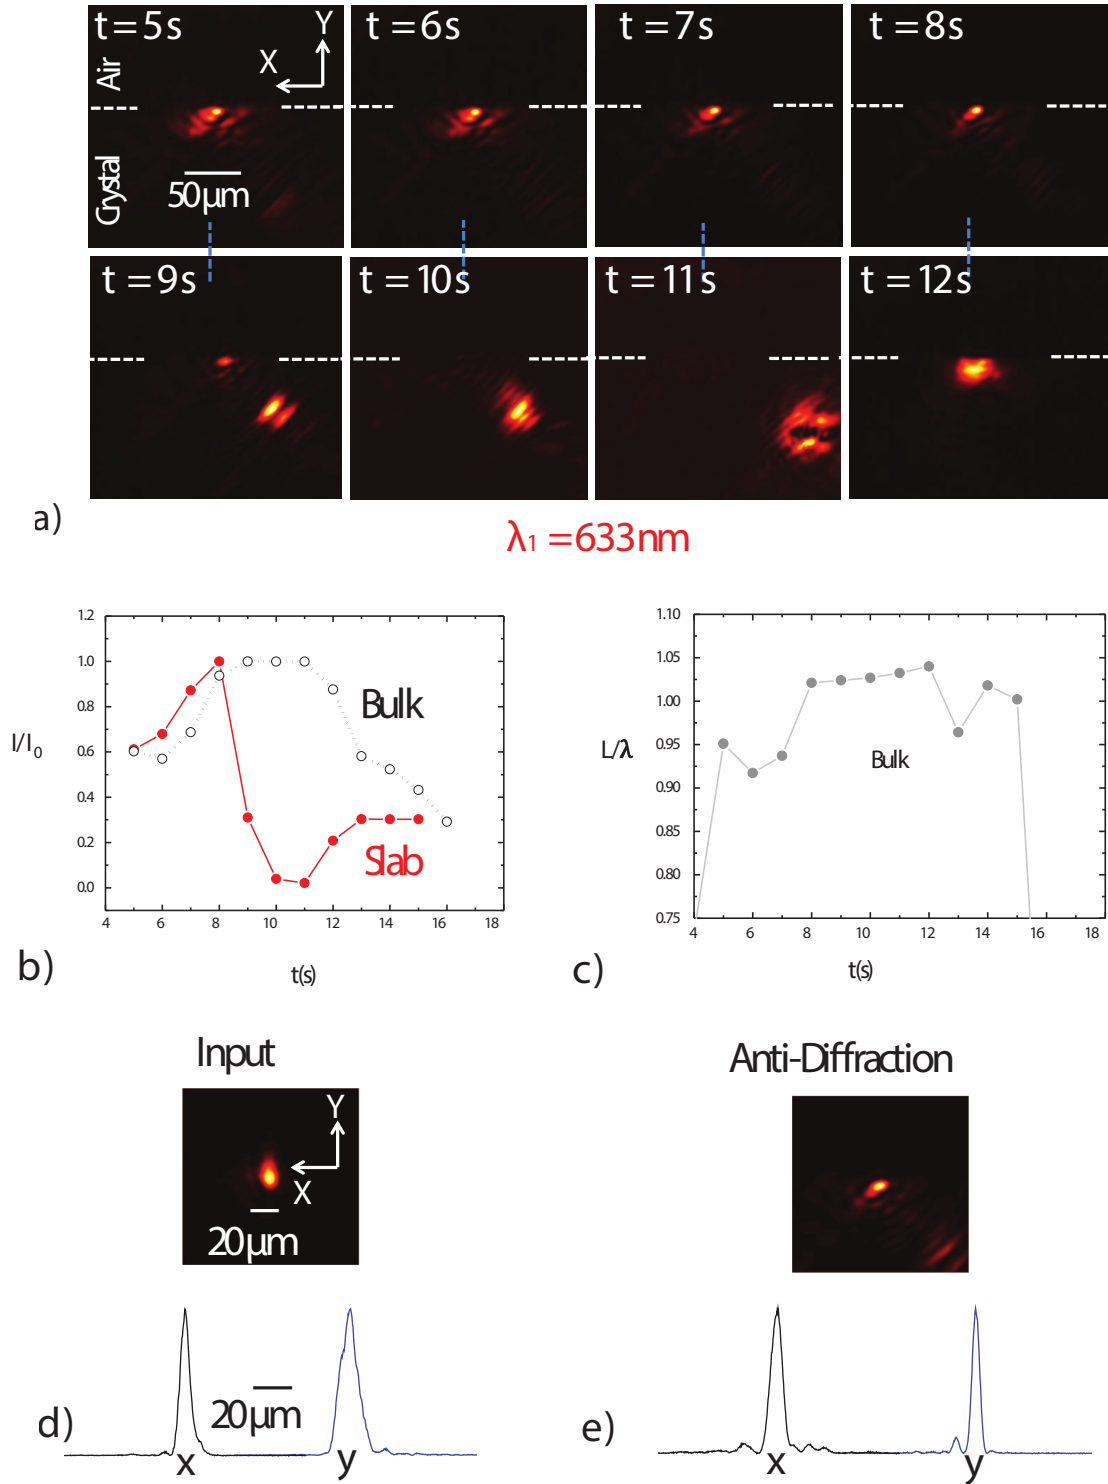 t=5s
t=6s
t=7s
t=8s
Y
X
Air
Crystal
50μm
t=9s
t=10s
t=11s
t=12s
a)
λ1 =633nm
1.2
1.0
0.8
0.6
0.4
0.2
0.0
I/I0
Bulk
Slab
4 6 8 10 12 14 16 18
b)
t(s)
1.10
1.05
1.00
0.95
0.90
0.85
0.80
0.75
L/λ
Bulk
4 6 8 10 12 14 16 18
c)
t(s)
Input
Y
X
20μm
20μm
d)
x
y
Anti-Diffraction
e)
x
y